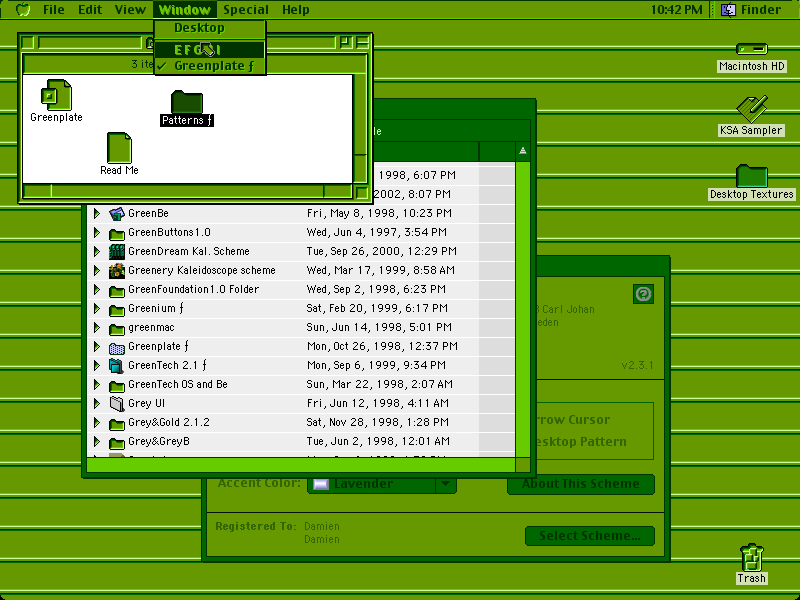 File Edit View Window Special Help 10:42 PM Finder
Desktop
E F G H I
✓ Greenplate ƒ
3 ite
Greenplate
Patterns ƒ
Read Me
Macintosh HD
KSA Sampler
Desktop Textures
Trash
le
1998, 6:07 PM
2002, 8:07 PM
GreenBe Fri, May 8, 1998, 10:23 PM
GreenButtons1.0 Wed, Jun 4, 1997, 3:54 PM
GreenDream Kal. Scheme Tue, Sep 26, 2000, 12:29 PM
Greenery Kaleidoscope scheme Wed, Mar 17, 1999, 8:58 AM
GreenFoundation1.0 Folder Wed, Sep 2, 1998, 6:23 PM
Greenium ƒ Sat, Feb 20, 1999, 6:17 PM
greenmac Sun, Jun 14, 1998, 5:01 PM
Greenplate ƒ Mon, Oct 26, 1998, 12:37 PM
GreenTech 2.1 ƒ Mon, Sep 6, 1999, 9:34 PM
GreenTech OS and Be Sun, Mar 22, 1998, 2:07 AM
Grey UI Fri, Jun 12, 1998, 4:11 AM
Grey&Gold 2.1.2 Sat, Nov 28, 1998, 1:28 PM
Grey&GreyB Tue, Jun 2, 1998, 12:01 AM
8 Carl Johan
eden
v2.3.1
rrow Cursor
esktop Pattern
Accent Color: Lavender About This Scheme
Registered To: Damien
Damien
Select Scheme...